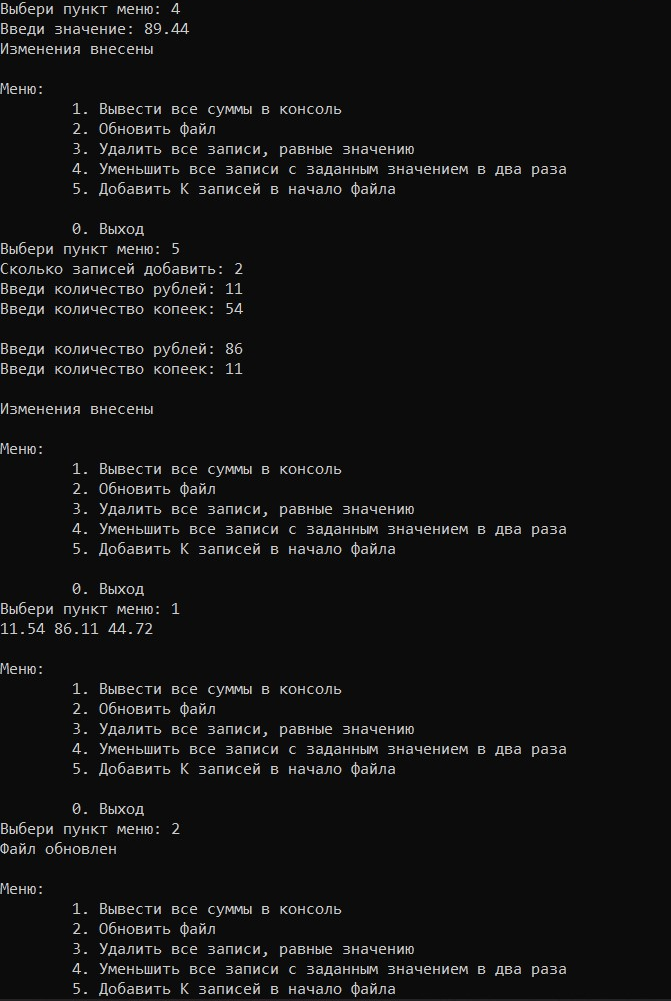 Выбери пункт меню: 4
Введи значение: 89.44
Изменения внесены
Меню:
1. Вывести все суммы в консоль
2. Обновить файл
3. Удалить все записи, равные значению
4. Уменьшить все записи с заданным значением в два раза
5. Добавить К записей в начало файла
0. Выход
Выбери пункт меню: 5
Сколько записей добавить: 2
Введи количество рублей: 11
Введи количество копеек: 54
Введи количество рублей: 86
Введи количество копеек: 11
Изменения внесены
Меню:
1. Вывести все суммы в консоль
2. Обновить файл
3. Удалить все записи, равные значению
4. Уменьшить все записи с заданным значением в два раза
5. Добавить К записей в начало файла
0. Выход
Выбери пункт меню: 1
11.54 86.11 44.72
Меню:
1. Вывести все суммы в консоль
2. Обновить файл
3. Удалить все записи, равные значению
4. Уменьшить все записи с заданным значением в два раза
5. Добавить К записей в начало файла
0. Выход
Выбери пункт меню: 2
Файл обновлен
Меню:
1. Вывести все суммы в консоль
2. Обновить файл
3. Удалить все записи, равные значению
4. Уменьшить все записи с заданным значением в два раза
5. Добавить К записей в начало файла